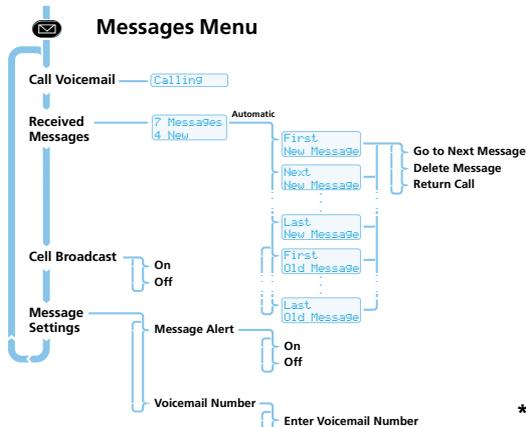 Messages Menu
Call Voicemail
Calling
Received
Messages
7 Messages
4 New
Automatic
First
New Message
Next
New Message
Last
New Message
First
Old Message
Last
Old Message
Go to Next Message
Delete Message
Return Call
Cell Broadcast
On
Off
Message
Settings
Message Alert
On
Off
Voicemail Number
Enter Voicemail Number
*